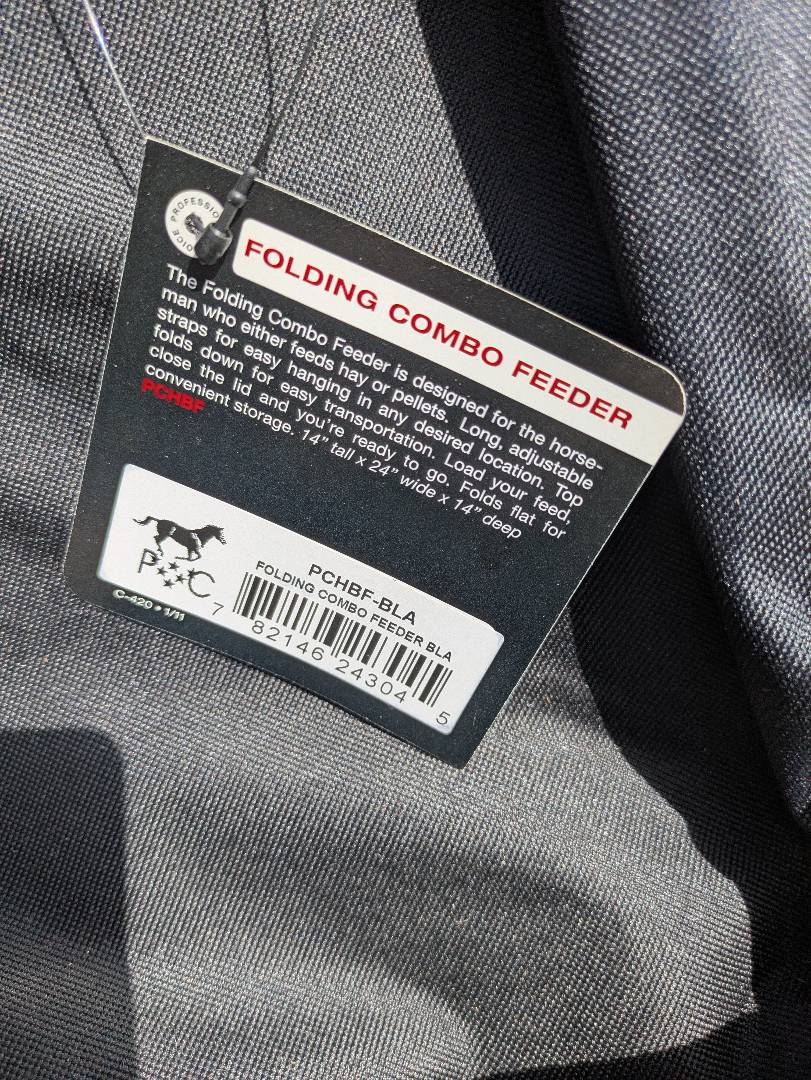 PROFESSIO
OICE
FOLDING COMBO FEEDER
The Folding Combo Feeder is designed for the horse-
man who either feeds hay or pellets. Long, adjustable
straps for easy hanging in any desired location. Top
folds down for easy transportation. Load your feed,
close the lid and you're ready to go. Folds flat for
convenient storage. 14" tall x 24" wide x 14" deep
PCHBF
P C
PCHBF-BLA
FOLDING COMBO FEEDER BLA
7 82146 24304 5
C-420 • 1/11